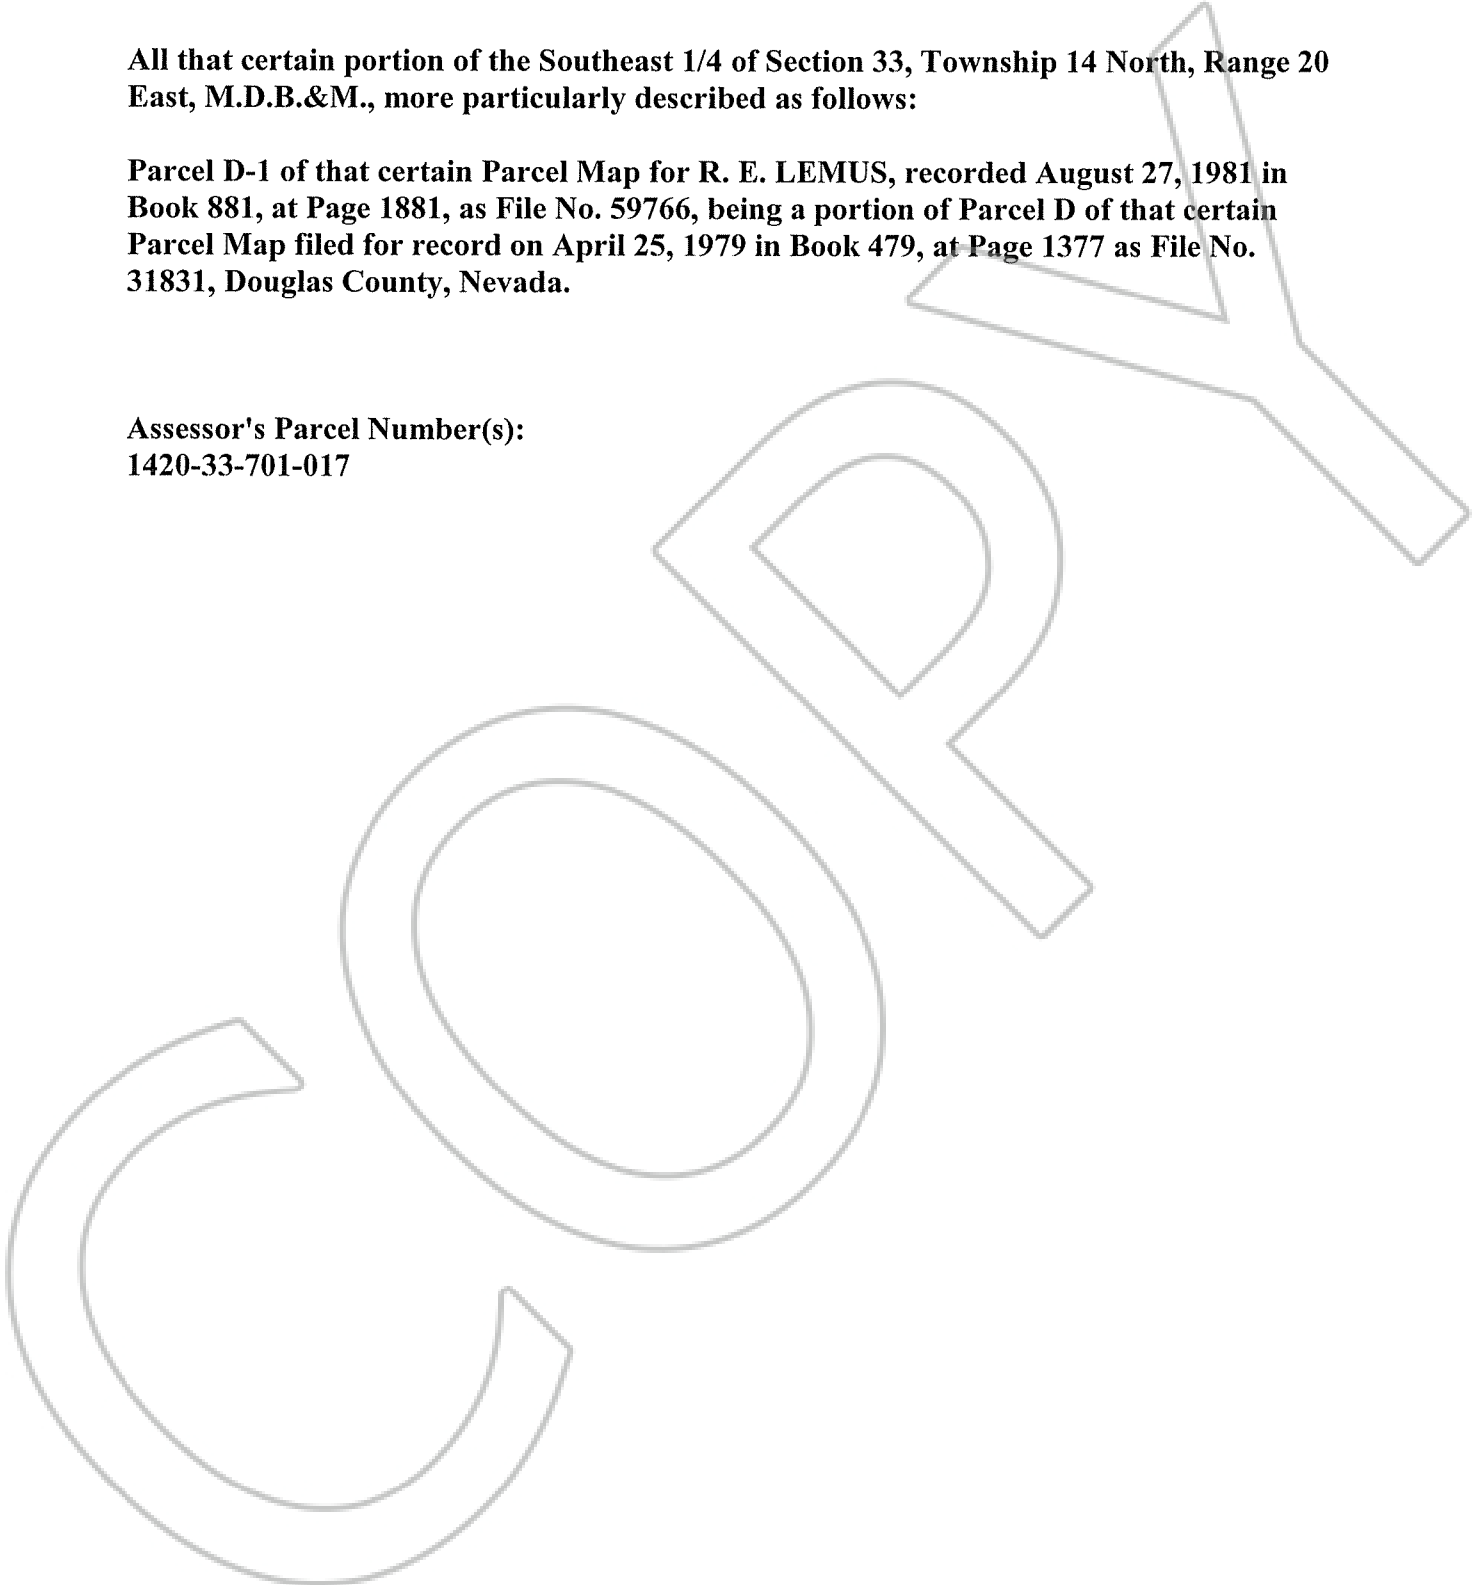 All that certain portion of the Southeast 1/4 of Section 33, Township 14 North, Range 20
East, M.D.B.&M., more particularly described as follows:
Parcel D-1 of that certain Parcel Map for R. E. LEMUS, recorded August 27, 1981 in
Book 881, at Page 1881, as File No. 59766, being a portion of Parcel D of that certain
Parcel Map filed for record on April 25, 1979 in Book 479, at Page 1377 as File No.
31831, Douglas County, Nevada.
Assessor's Parcel Number(s):
1420-33-701-017
COPY